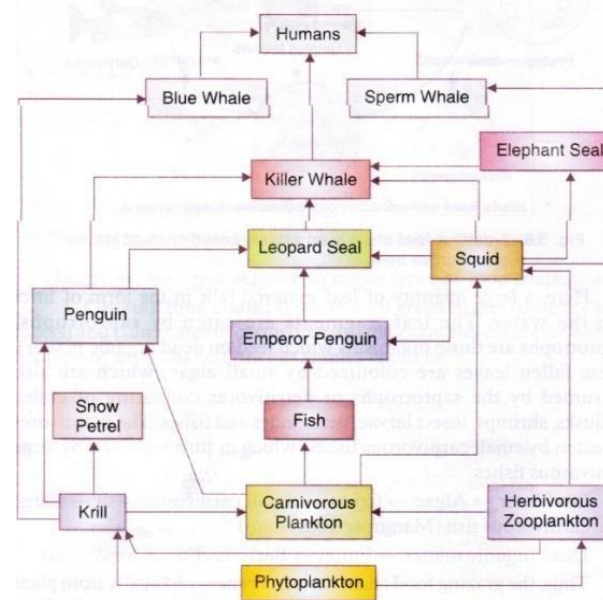 Humans
Blue Whale
Sperm Whale
Elephant Seal
Killer Whale
Leopard Seal
Squid
Penguin
Emperor Penguin
Snow
Petrel
Fish
Krill
Carnivorous
Plankton
Herbivorous
Zooplankton
Phytoplankton